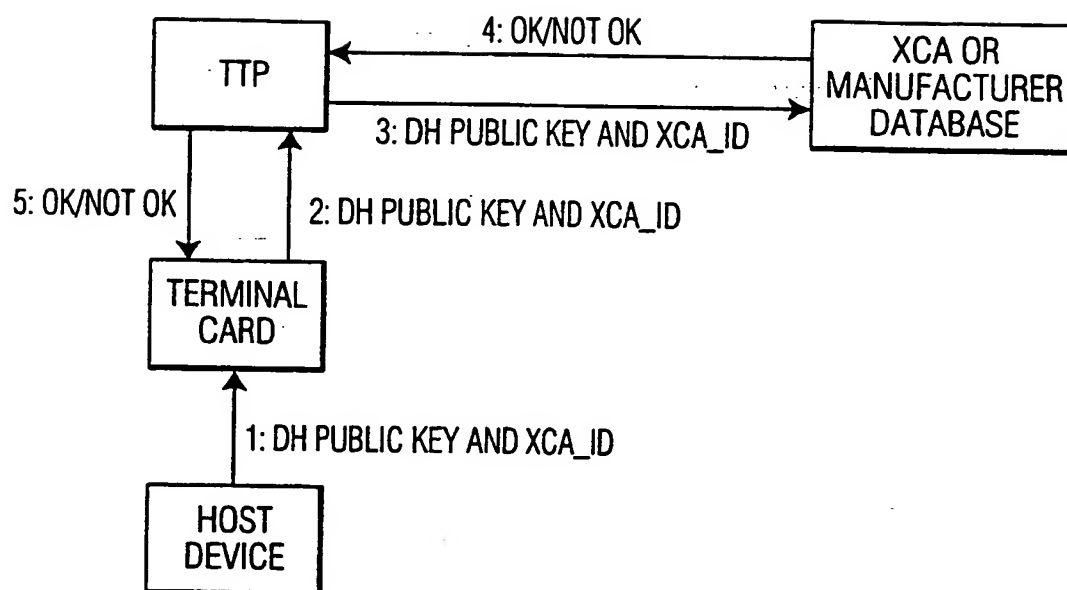 4: OK/NOT OK
TTP
XCA OR
MANUFACTURER
DATABASE
3: DH PUBLIC KEY AND XCA_ID
5: OK/NOT OK
2: DH PUBLIC KEY AND XCA_ID
TERMINAL
CARD
1: DH PUBLIC KEY AND XCA_ID
HOST
DEVICE